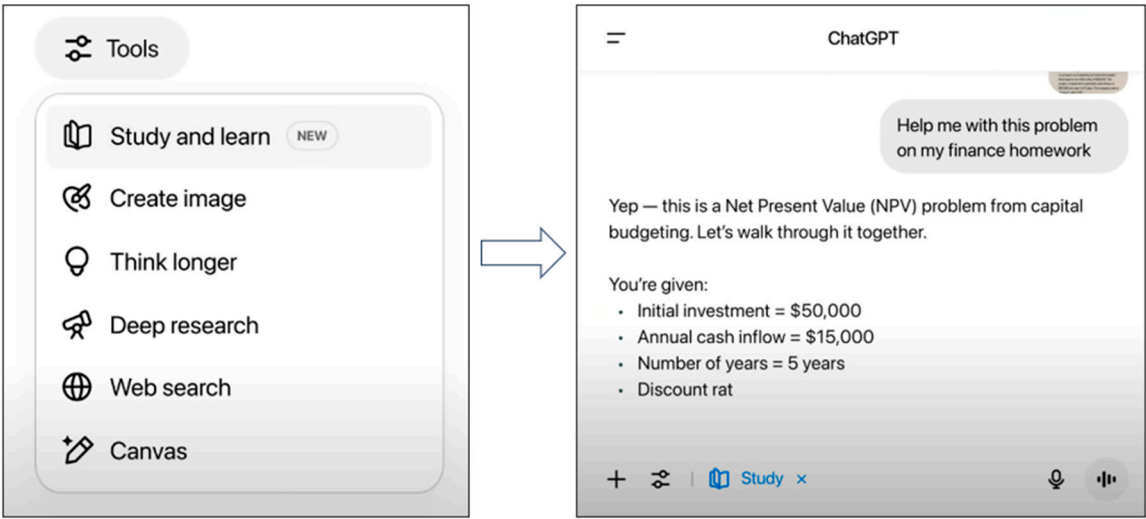 Tools
Study and learn NEW
Create image
Think longer
Deep research
Web search
Canvas
ChatGPT
Help me with this problem
on my finance homework
Yep — this is a Net Present Value (NPV) problem from capital
budgeting. Let's walk through it together.
You're given:
• Initial investment = $50,000
• Annual cash inflow = $15,000
• Number of years = 5 years
• Discount rat
Study ×